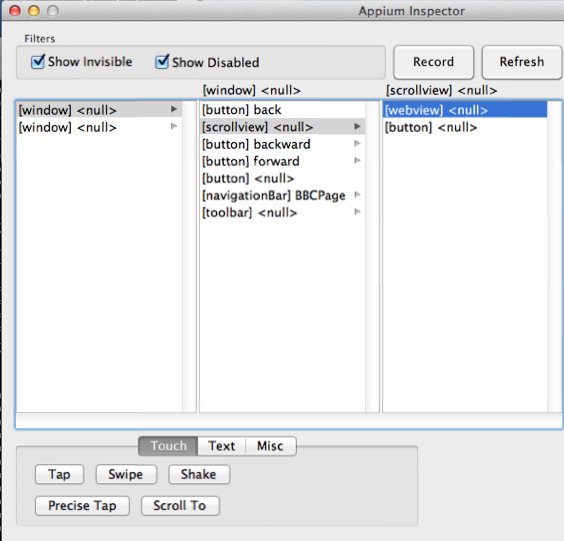 Appium Inspector
Filters
Show Invisible
Show Disabled
Record
Refresh
[window] <null>
[scrollview] <null>
[window] <null>
[window] <null>
[button] back
[scrollview] <null>
[button] backward
[button] forward
[button] <null>
[navigationBar] BBCPage
[toolbar] <null>
[webview] <null>
[button] <null>
Touch
Text
Misc
Tap
Swipe
Shake
Precise Tap
Scroll To